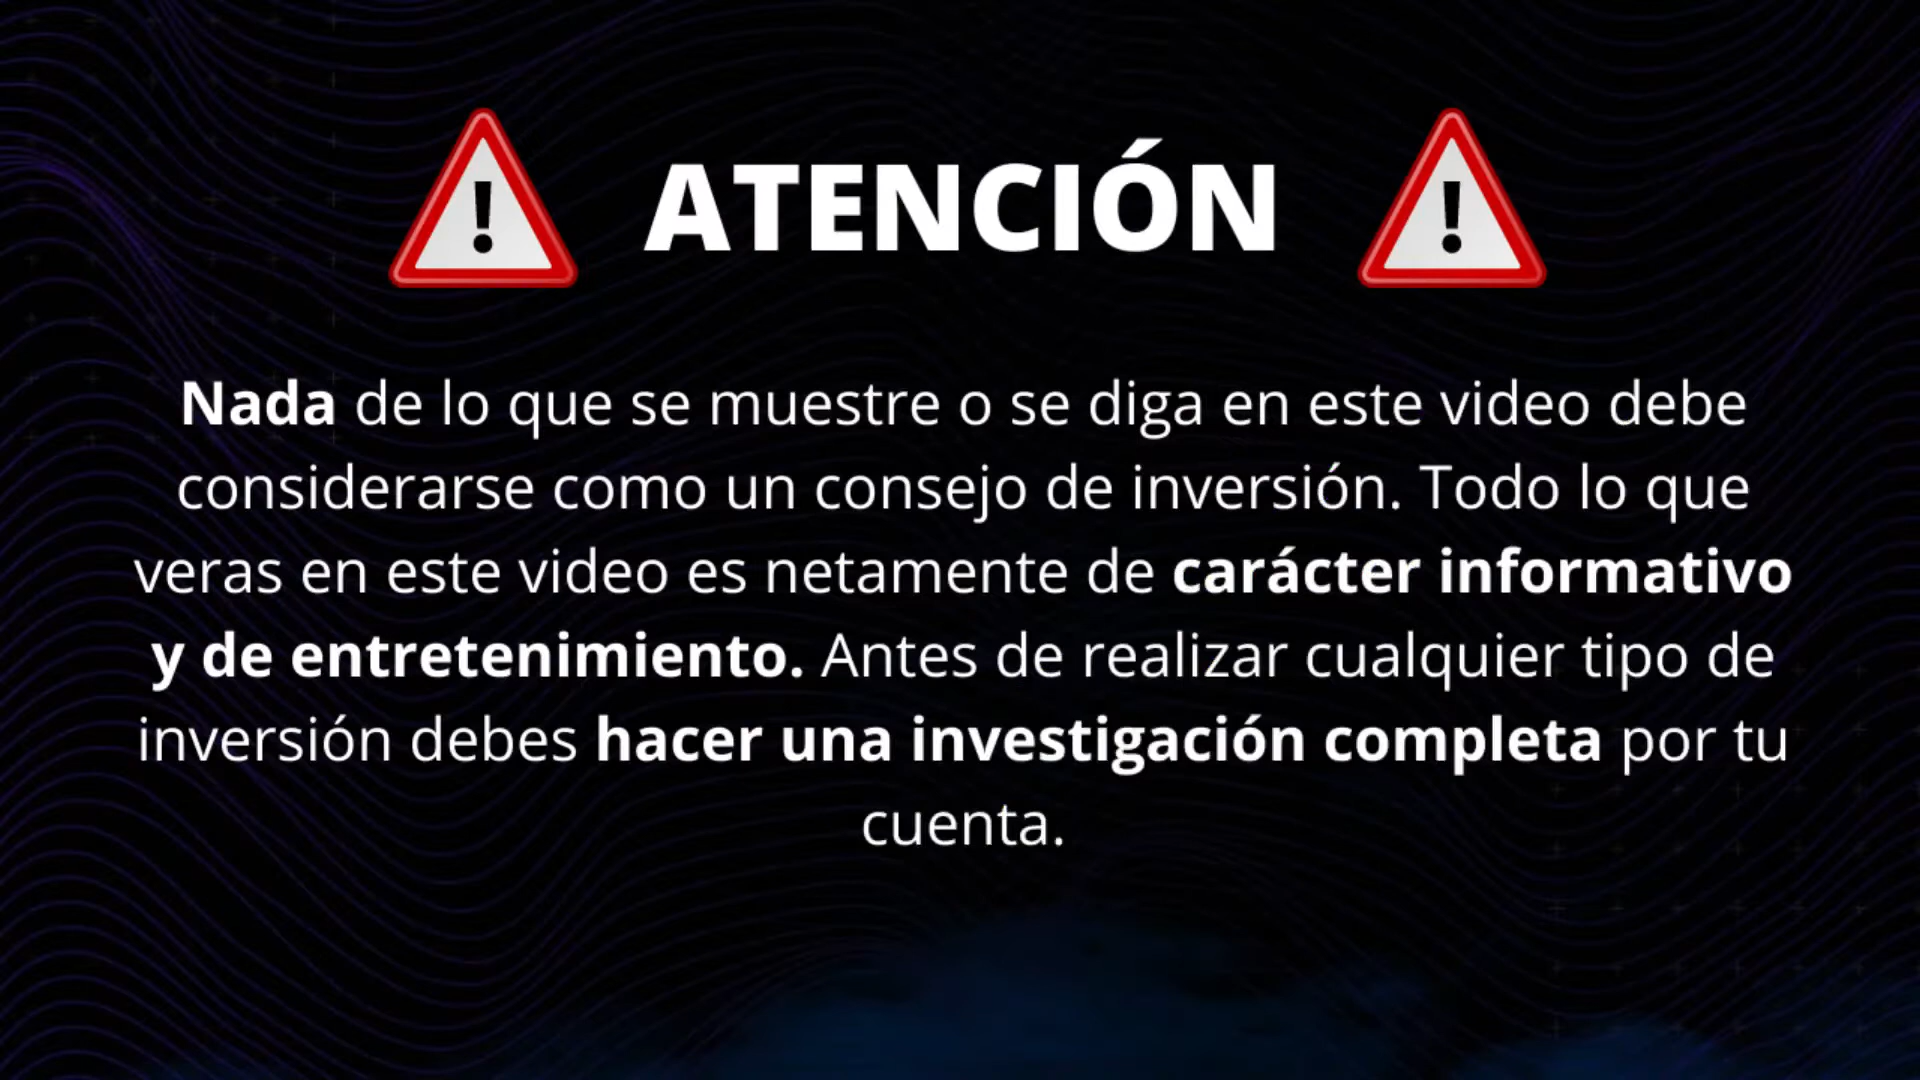 ATENCIÓN
Nada de lo que se muestre o se diga en este video debe
considerarse como un consejo de inversión. Todo lo que
veras en este video es netamente de carácter informativo
y de entretenimiento. Antes de realizar cualquier tipo de
inversión debes hacer una investigación completa por tu
cuenta.